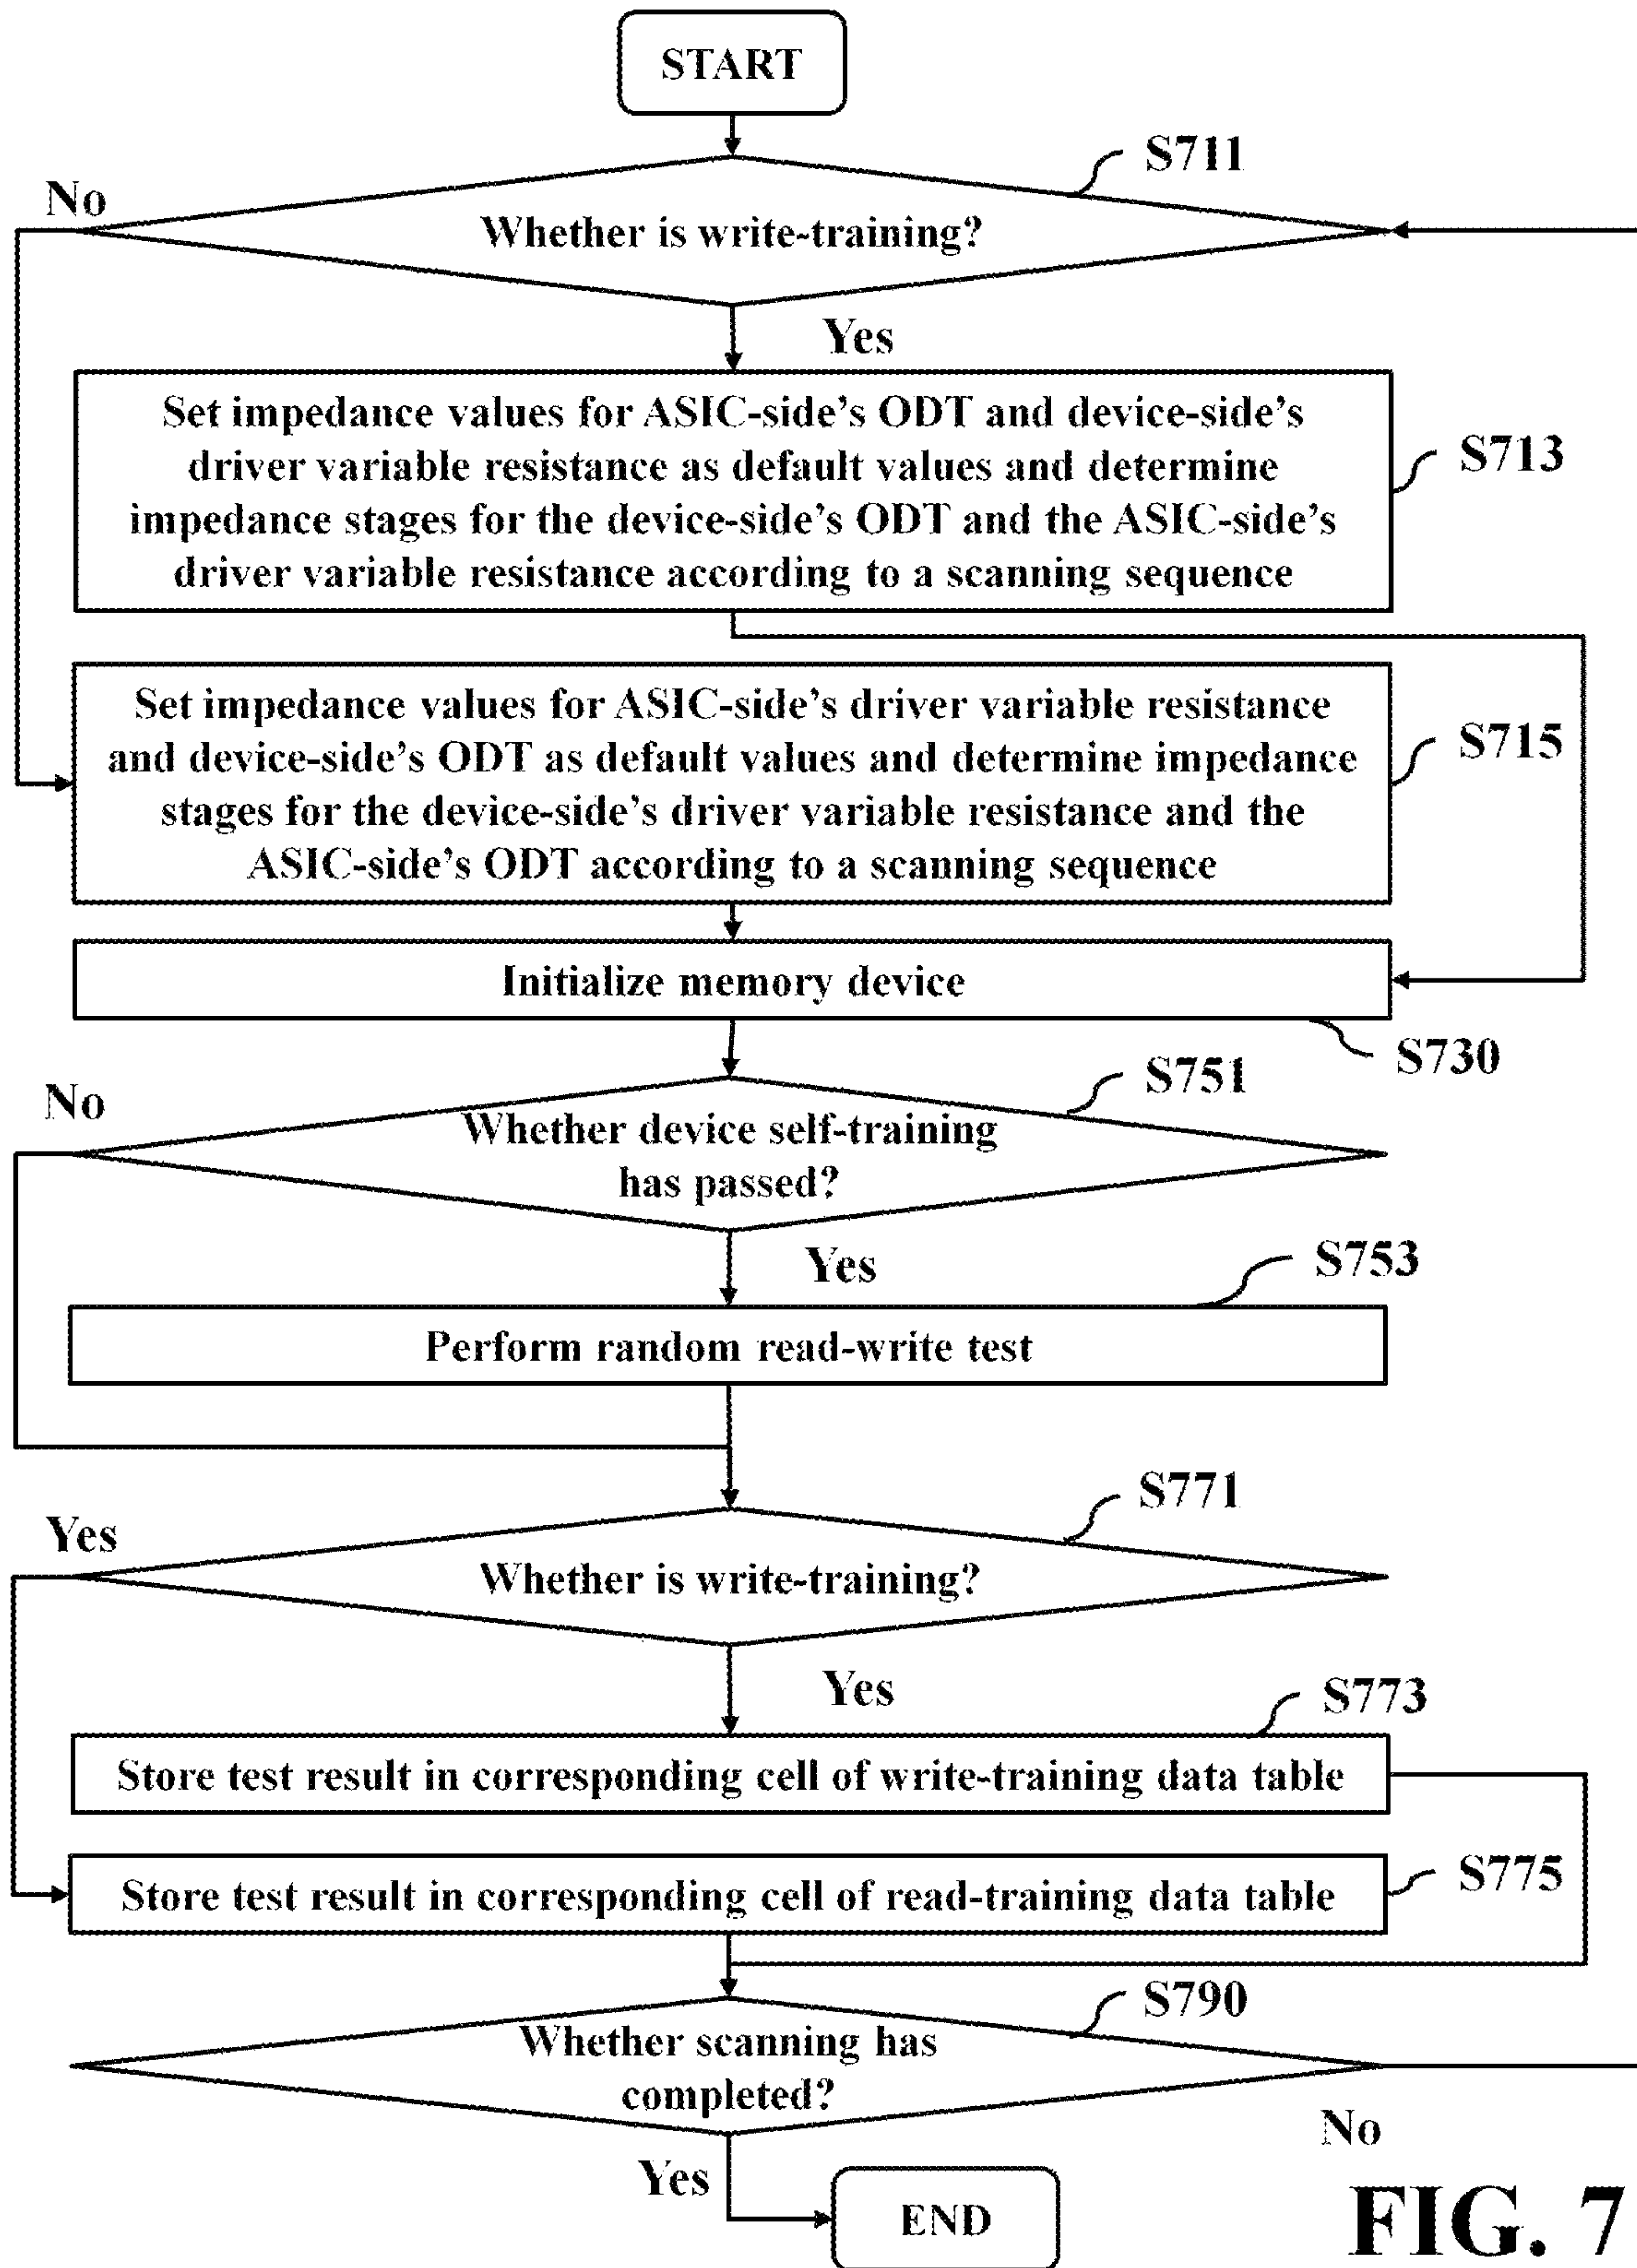 START
S711
No
Whether is write-training?
Yes
Set impedance values for ASIC-side's ODT and device-side's
driver variable resistance as default values and determine
impedance stages for the device-side's ODT and the ASIC-side's
driver variable resistance according to a scanning sequence
S713
Set impedance values for ASIC-side's driver variable resistance
and device-side's ODT as default values and determine impedance
stages for the device-side's driver variable resistance and the
ASIC-side's ODT according to a scanning sequence
S715
Initialize memory device
S730
S751
No
Whether device self-training
has passed?
Yes
S753
Perform random read-write test
S771
Yes
Whether is write-training?
Yes
S773
Store test result in corresponding cell of write-training data table
Store test result in corresponding cell of read-training data table
S775
S790
Whether scanning has
completed?
No
Yes
END
FIG. 7